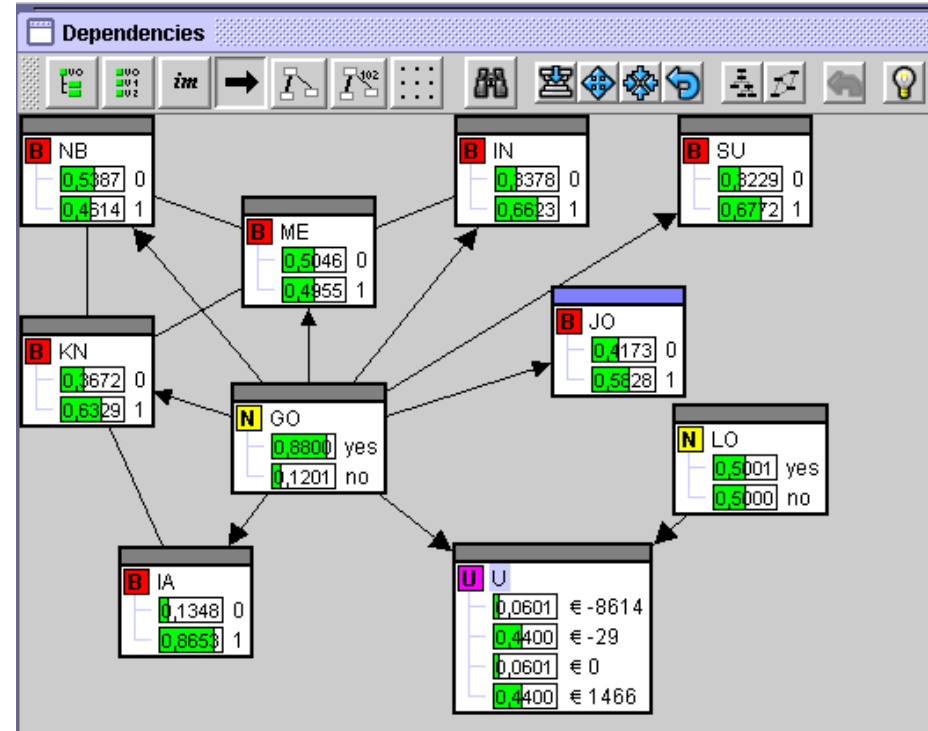 Dependencies
im
B NB
0,5387 0
0,4614 1
B IN
0,3378 0
0,6623 1
B SU
0,3229 0
0,6772 1
B ME
0,5046 0
0,4955 1
B JO
0,4173 0
0,5828 1
B KN
0,3672 0
0,6329 1
N GO
0,8800 yes
0,1201 no
N LO
0,5001 yes
0,5000 no
B IA
0,1348 0
0,8653 1
U U
0,0601 €-8614
0,4400 €-29
0,0601 €0
0,4400 €1466